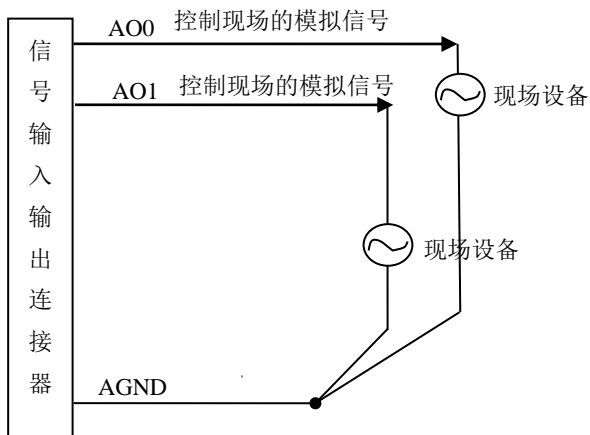 信号输入输出连接器
AO0 控制现场的模拟信号
现场设备
AO1 控制现场的模拟信号
现场设备
AGND